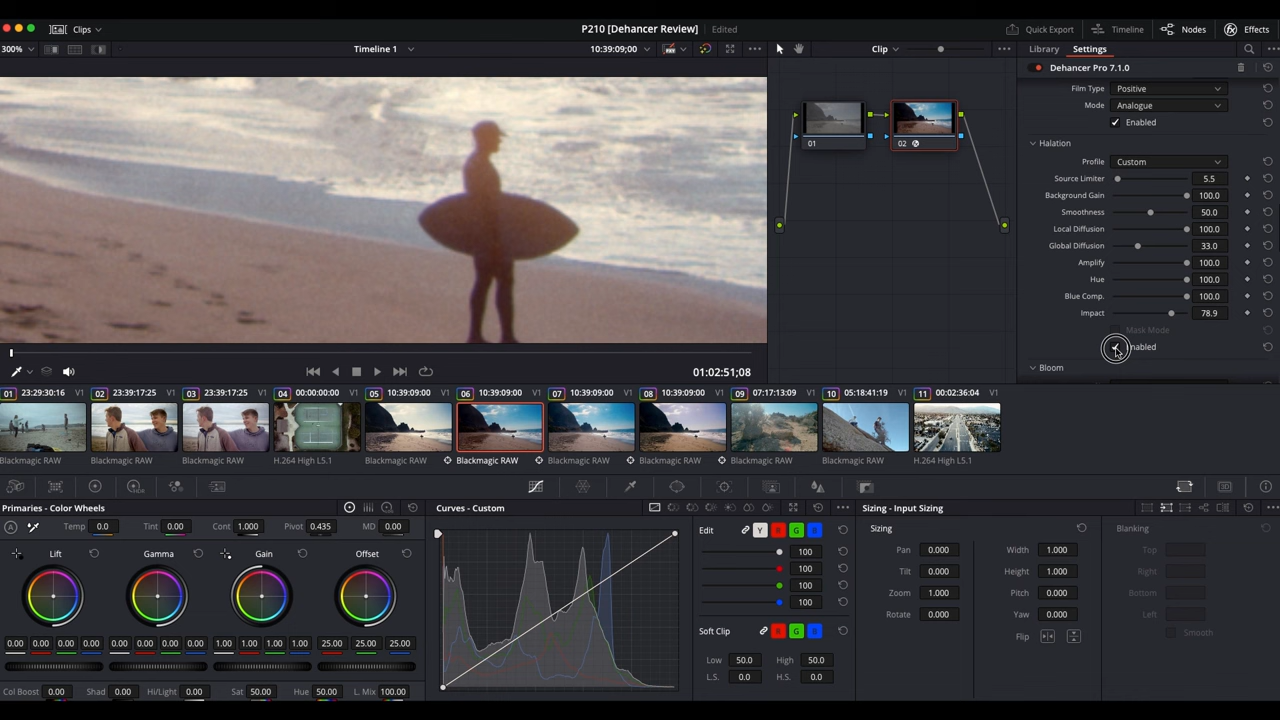 Clips
P210 [Dehancer Review]
Edited
Quick Export
Timeline
Nodes
Effects
300%
Timeline 1
10:39:09;00
Clip
Library
Settings
Dehancer Pro 7.1.0
Film Type Positive
Mode Analogue
Enabled
Halation
Profile Custom
Source Limiter 5.5
Background Gain 100.0
Smoothness 50.0
Local Diffusion 100.0
Global Diffusion 33.0
Amplify 100.0
Hue 100.0
Blue Comp. 100.0
Impact 78.9
Mask Mode
Enabled
Bloom
01
02
01:02:51;08
01 23:29:30:16 V1
02 23:39:17:25 V1
03 23:39:17:25 V1
04 00:00:00:00 V1
05 10:39:09:00 V1
06 10:39:09:00 V1
07 10:39:09:00 V1
08 10:39:09:00 V1
09 07:17:13:09 V1
10 05:18:41:19 V1
11 00:02:36:04 V1
Blackmagic RAW
Blackmagic RAW
Blackmagic RAW
H.264 High L5.1
Blackmagic RAW
Blackmagic RAW
Blackmagic RAW
Blackmagic RAW
Blackmagic RAW
Blackmagic RAW
H.264 High L5.1
HDR
3D
Primaries - Color Wheels
A
Temp 0.0 Tint 0.00 Cont 1.000 Pivot 0.435 MD 0.00
Lift
Gamma
Gain
Offset
0.00 0.00 0.00 0.00
0.00 0.00 0.00 0.00
1.00 1.00 1.00 1.00
25.00 25.00 25.00
Col Boost 0.00 Shad 0.00 Hi/Light 0.00 Sat 50.00 Hue 50.00 L. Mix 100.00
Curves - Custom
Edit
Y R G B
100
100
100
100
Soft Clip
R G B
Low 50.0 High 50.0
L.S. 0.0 H.S. 0.0
Sizing - Input Sizing
Sizing
Pan 0.000 Width 1.000
Tilt 0.000 Height 1.000
Zoom 1.000 Pitch 0.000
Rotate 0.000 Yaw 0.000
Flip
Blanking
Top
Right
Bottom
Left
Smooth